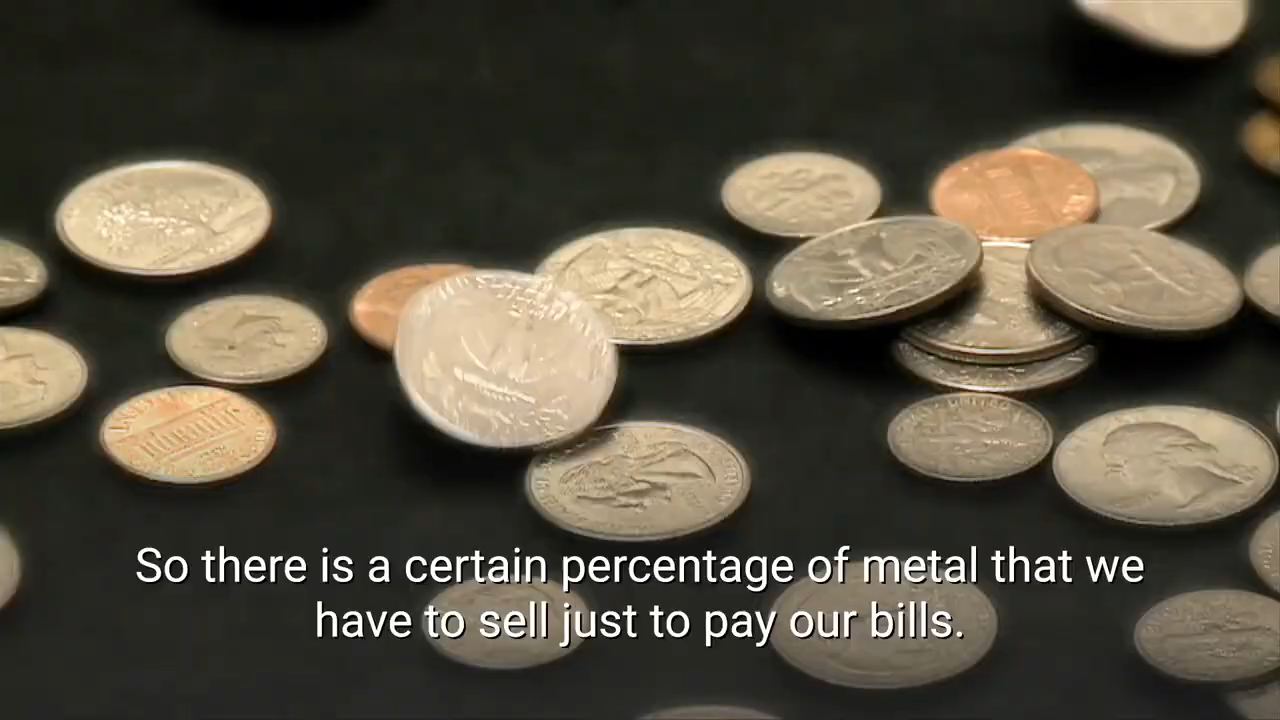 So there is a certain percentage of metal that we
have to sell just to pay our bills.